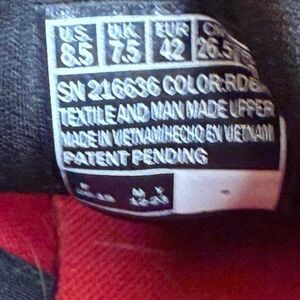 U.S. U.K. EUR CM
8.5 7.5 42 26.5
SN 216636 COLOR:RDB
TEXTILE AND MAN MADE UPPER
MADE IN VIETNAM/HECHO EN VIETNAM
PATENT PENDING